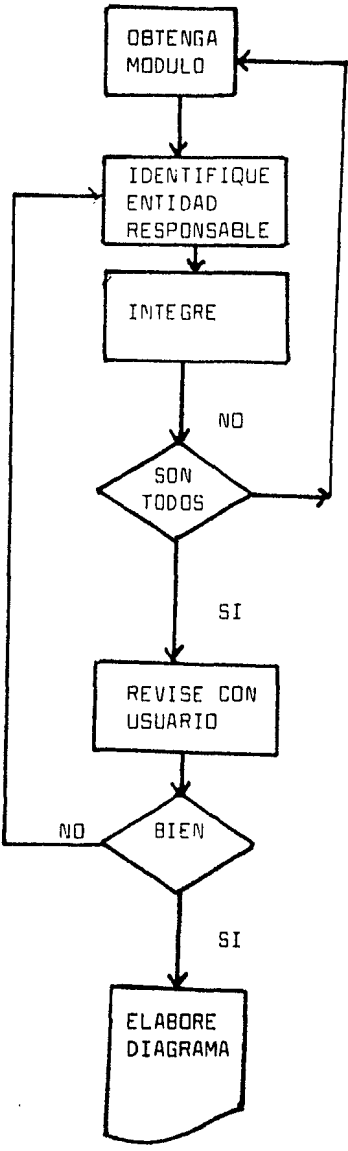 OBTENGA
MODULO
IDENTIFIQUE
ENTIDAD
RESPONSABLE
INTEGRE
NO
SON
TODOS
SI
REVISE CON
USUARIO
NO
BIEN
SI
ELABORE
DIAGRAMA